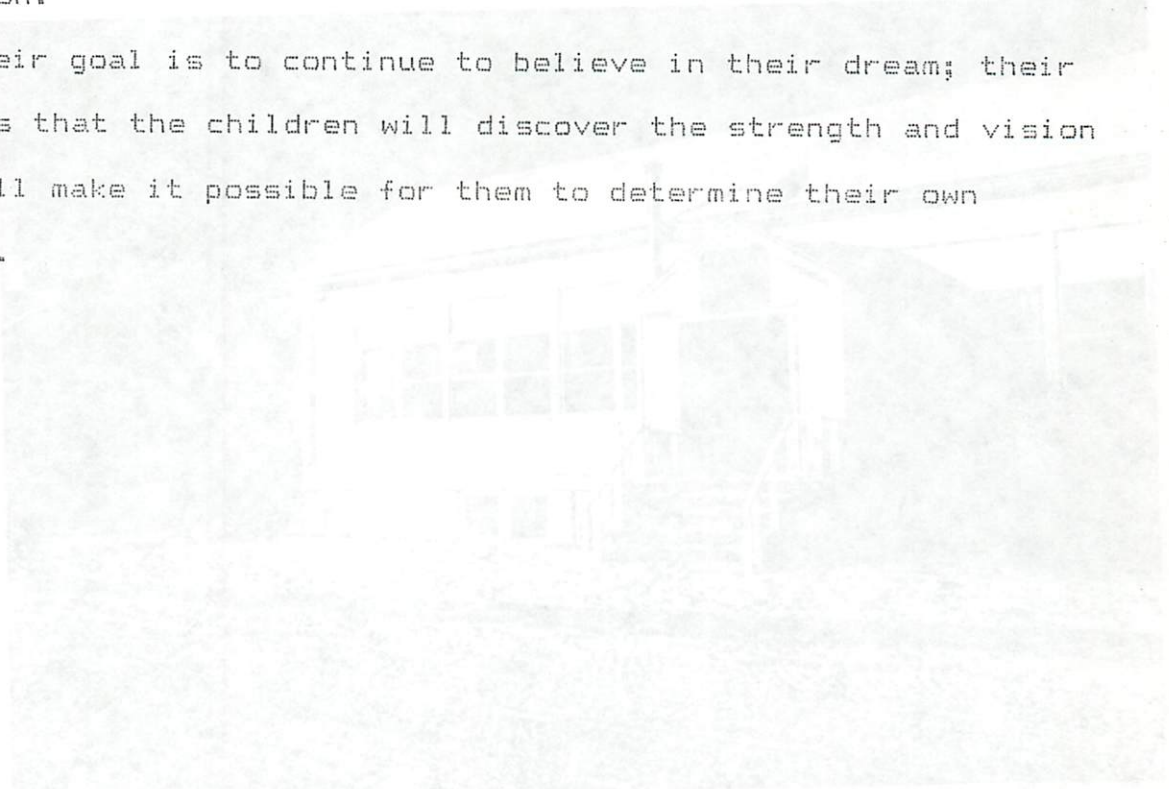 eir goal is to continue to believe in their dream; their
s that the children will discover the strength and vision
ll make it possible for them to determine their own
.